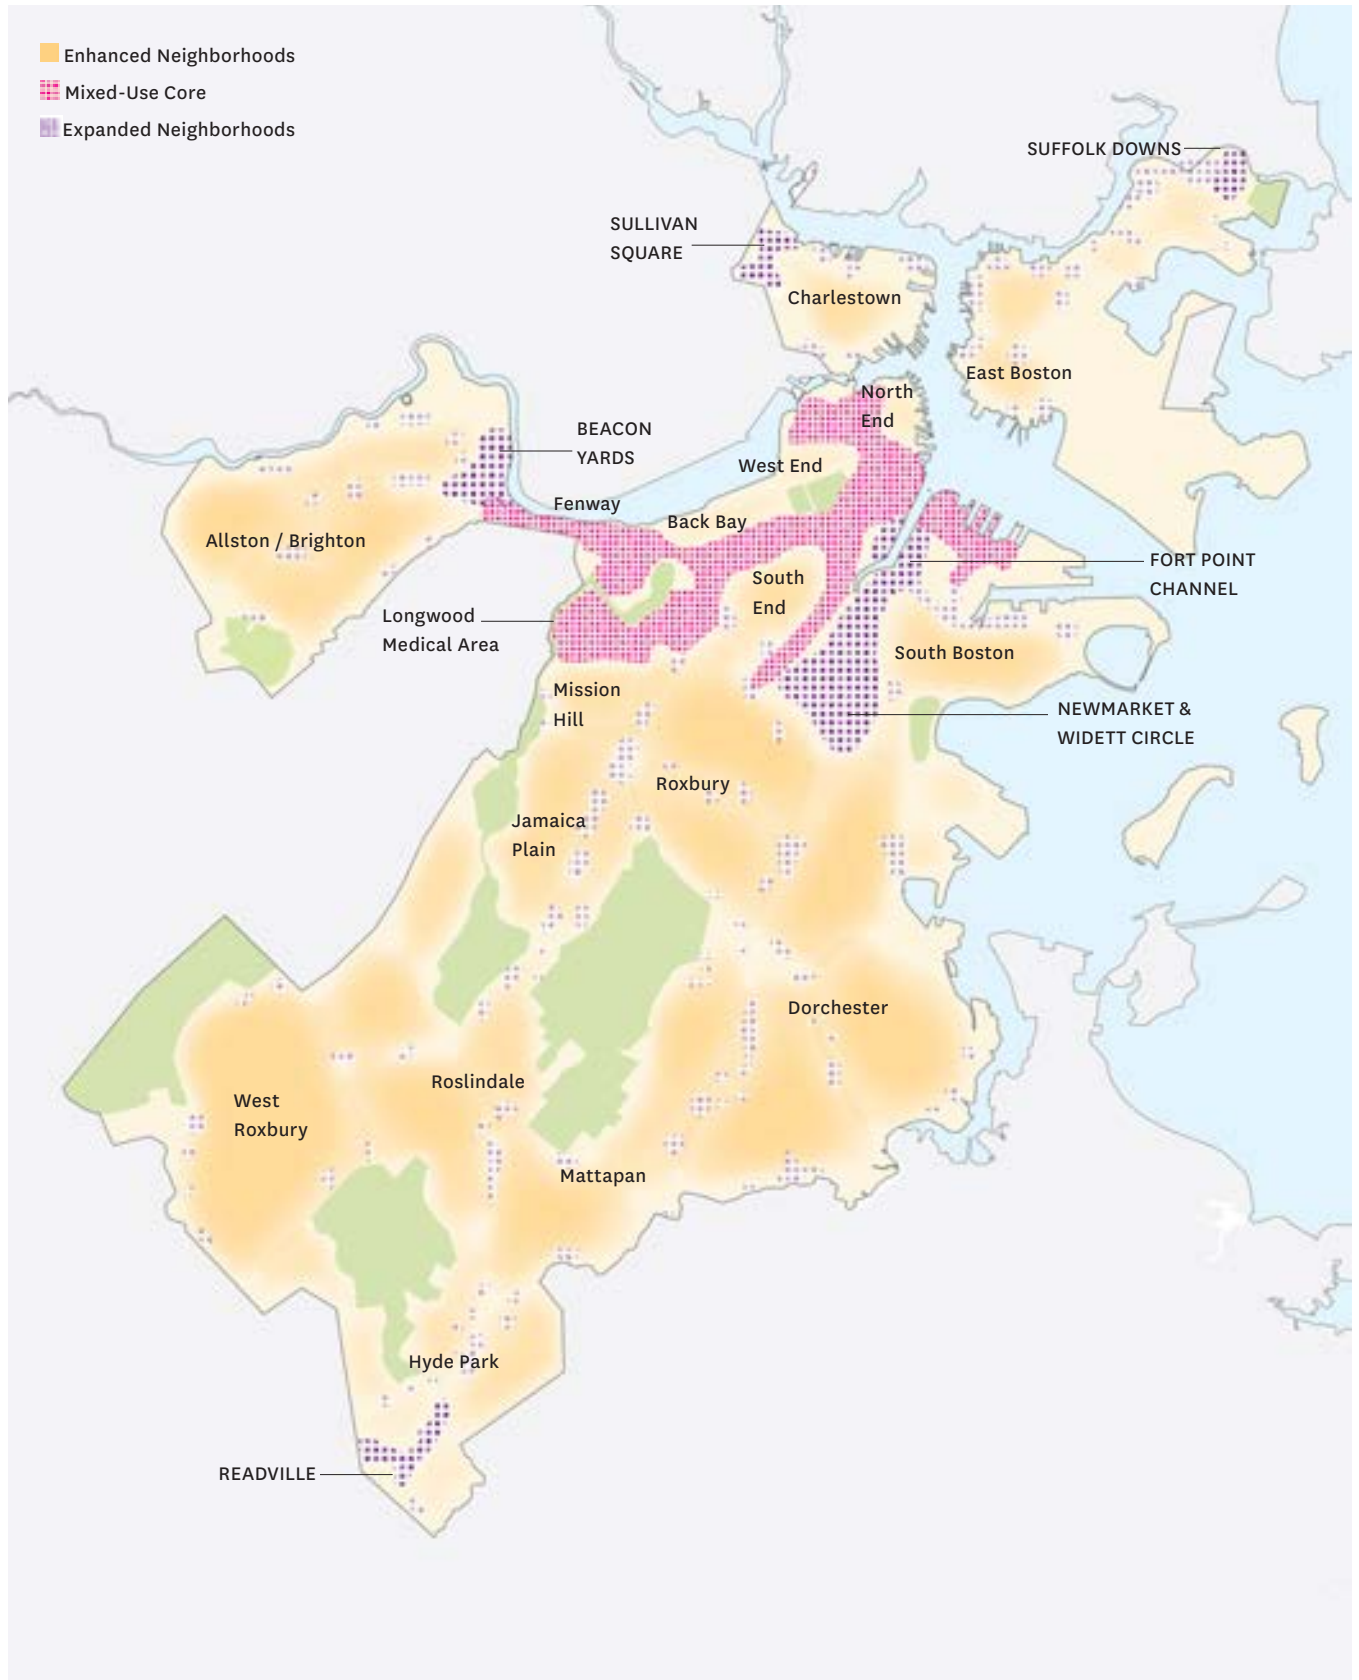 Enhanced Neighborhoods
Mixed-Use Core
Expanded Neighborhoods
SUFFOLK DOWNS
SULLIVAN
SQUARE
Charlestown
East Boston
North
End
BEACON
YARDS
West End
Fenway
Back Bay
Allston / Brighton
FORT POINT
CHANNEL
South
End
Longwood
Medical Area
South Boston
Mission
Hill
NEWMARKET &
WIDETT CIRCLE
Roxbury
Jamaica
Plain
Dorchester
Roslindale
West
Roxbury
Mattapan
Hyde Park
READVILLE